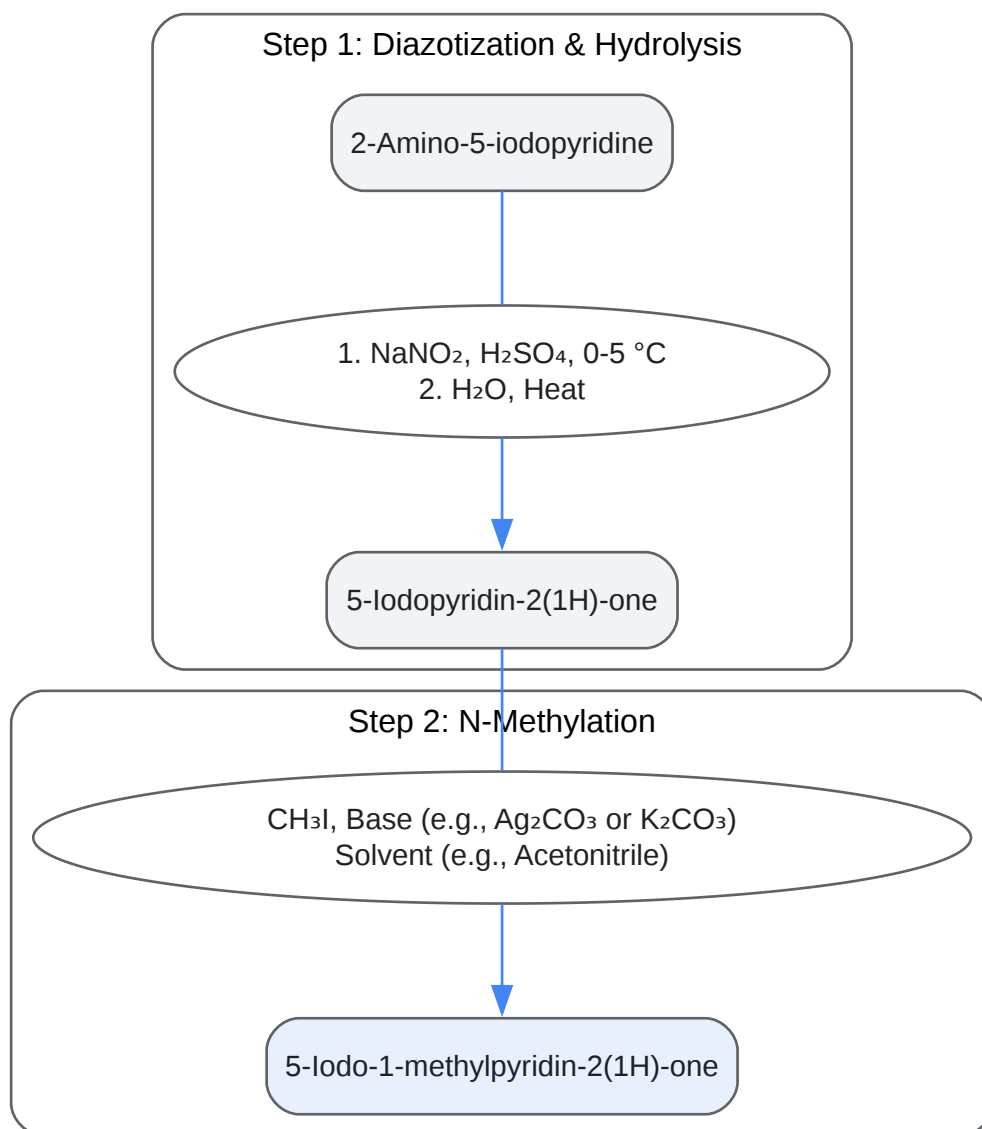 Step 1: Diazotization & Hydrolysis
2-Amino-5-iodopyridine
1. NaNO₂, H₂SO₄, 0-5 °C
2. H₂O, Heat
5-Iodopyridin-2(1H)-one
Step 2: N-Methylation
CH₃I, Base (e.g., Ag₂CO₃ or K₂CO₃)
Solvent (e.g., Acetonitrile)
5-Iodo-1-methylpyridin-2(1H)-one